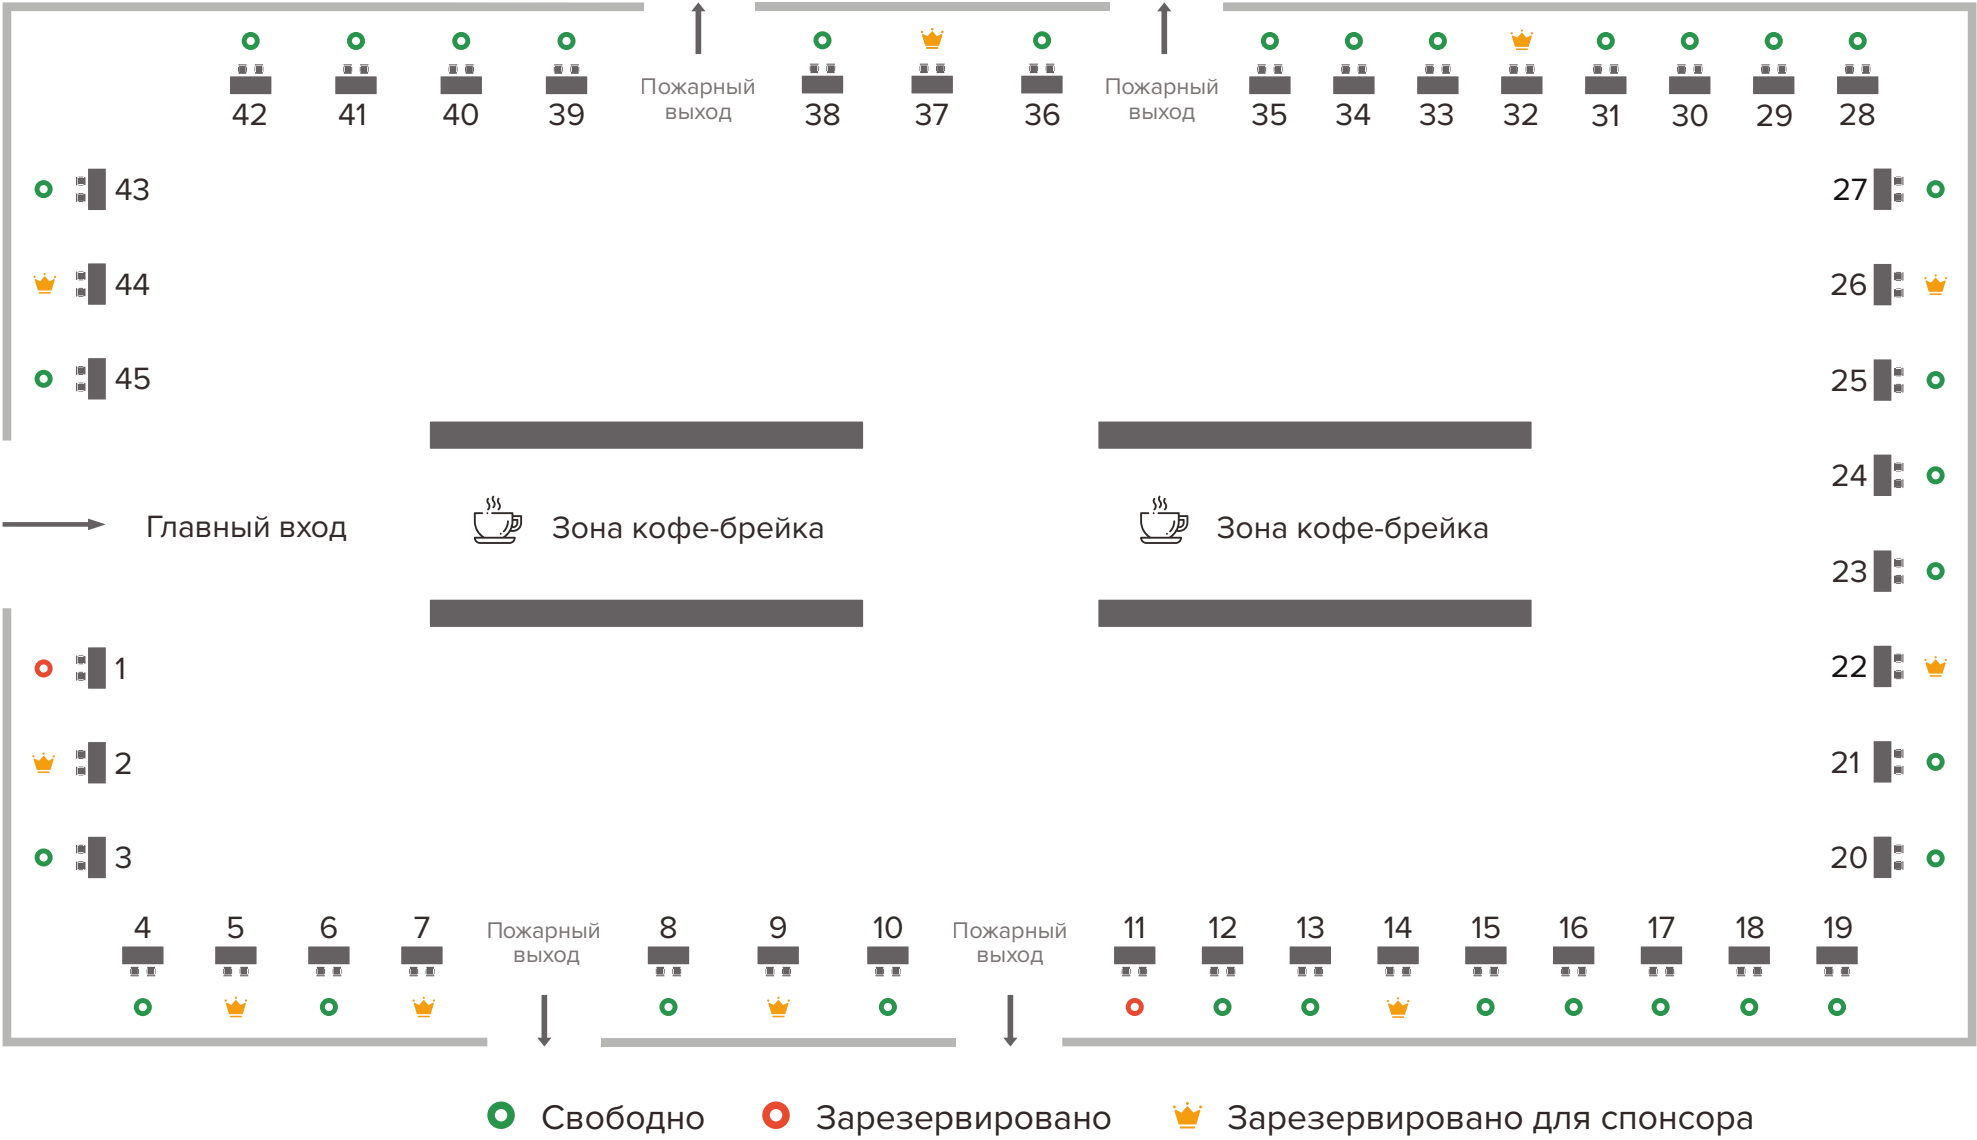 42 41 40 39 Пожарный выход 38 37 36 Пожарный выход 35 34 33 32 31 30 29 28
43 27
44 26
45 25
24
Главный вход Зона кофе-брейка Зона кофе-брейка
23
1 22
2 21
3 20
4 5 6 7 Пожарный выход 8 9 10 Пожарный выход 11 12 13 14 15 16 17 18 19
Свободно Зарезервировано Зарезервировано для спонсора